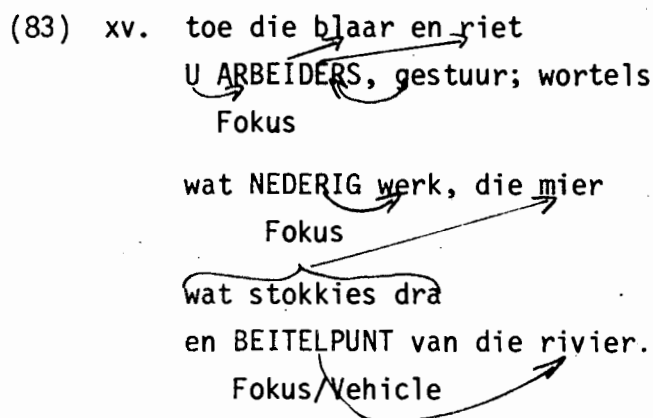 (83) xv. toe die blaar en riet
U ARBEIDERS, gestuur; wortels
Fokus
wat NEDERIG werk, die mier
Fokus
wat stokkies dra
en BEITELPUNT van die rivier.
Fokus/Vehicle